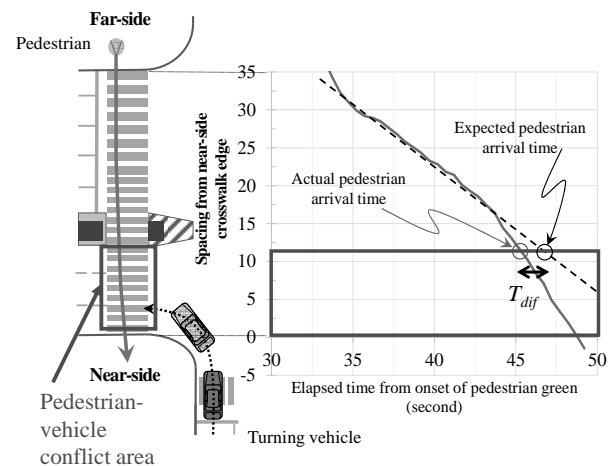 Far-side
Pedestrian
Near-side
Pedestrian-
vehicle
conflict area
Turning vehicle
Spacing from near-side
crosswalk edge
35
30
25
20
15
10
5
0
-5
30
35
40
45
50
Expected pedestrian
arrival time
Actual pedestrian
arrival time
T dif
Elapsed time from onset of pedestrian green
(second)